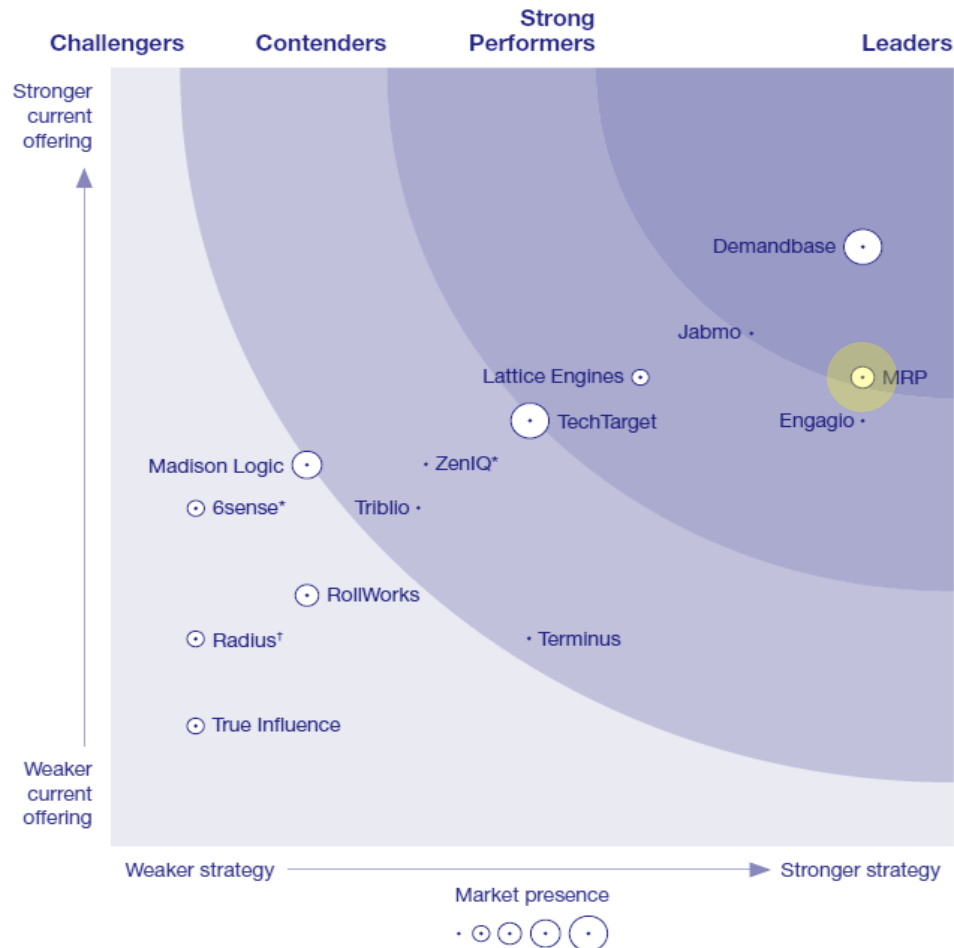 Challengers
Contenders
Strong
Performers
Leaders
Stronger
current
offering
Demandbase
Jabmo
Lattice Engines
MRP
TechTarget
Engagio
Madison Logic
ZenIQ*
6sense*
Triblio
RollWorks
Radius†
Terminus
True Influence
Weaker
current
offering
Weaker strategy
Stronger strategy
Market presence